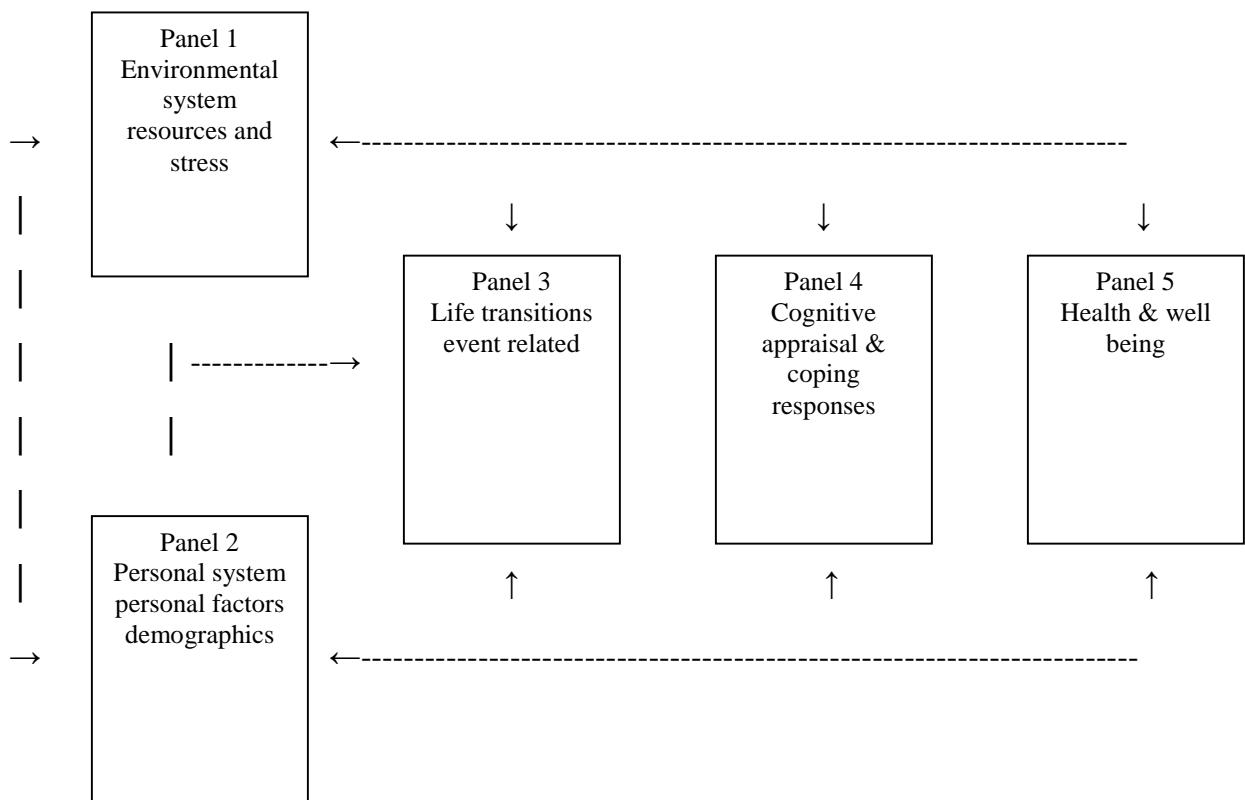 Panel 1
Environmental
system
resources and
stress
Panel 3
Life transitions
event related
Panel 4
Cognitive
appraisal &
coping
responses
Panel 5
Health & well
being
Panel 2
Personal system
personal factors
demographics